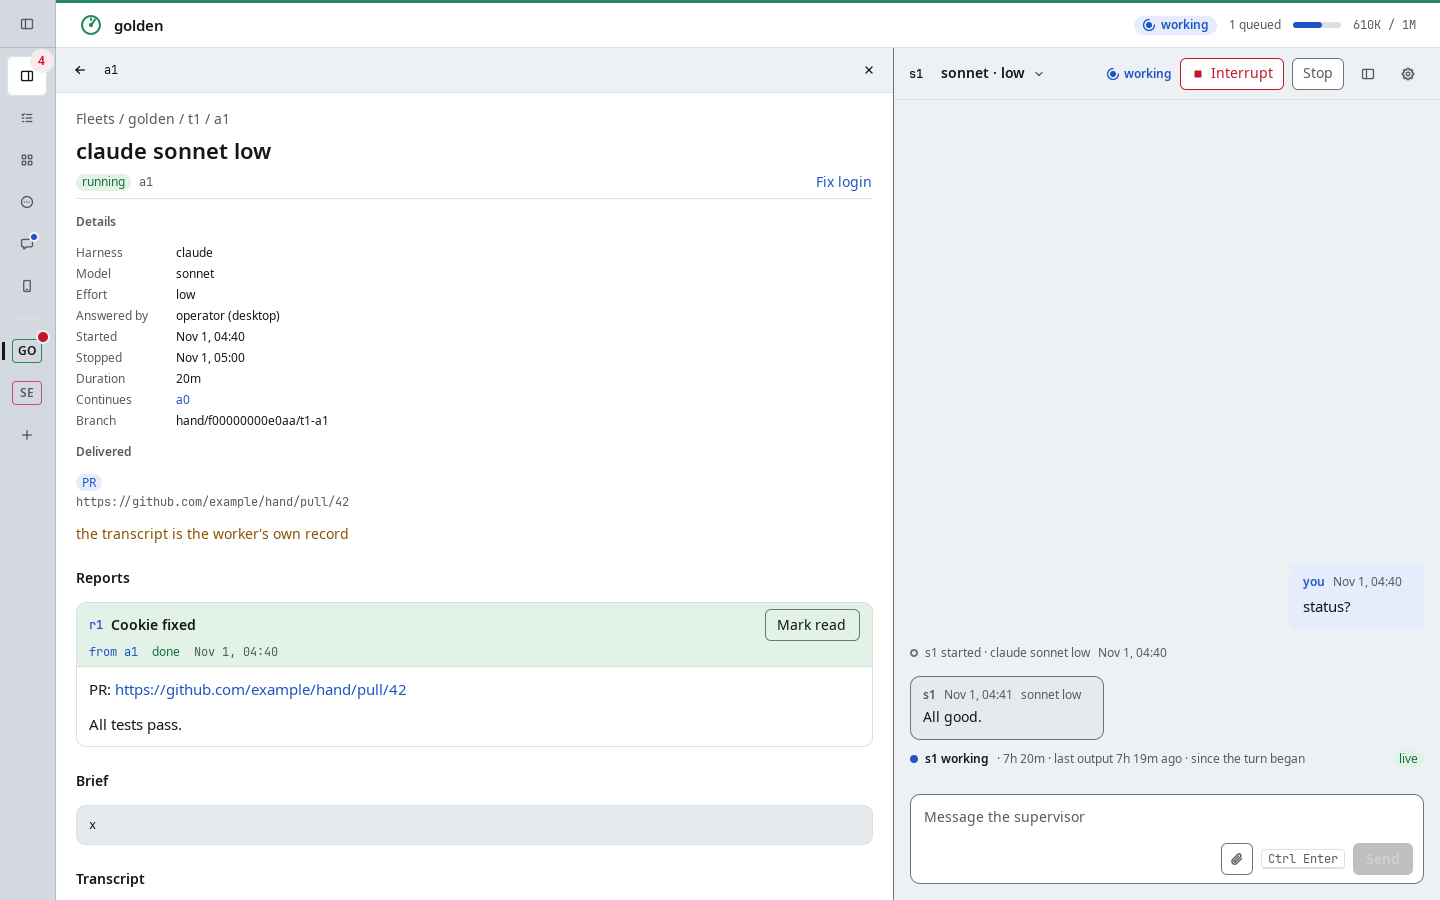 golden
working
1 queued
610K / 1M
4
GO
SE
a1
Fleets / golden / t1 / a1
claude sonnet low
running a1
Fix login
Details
Harness claude
Model sonnet
Effort low
Answered by operator (desktop)
Started Nov 1, 04:40
Stopped Nov 1, 05:00
Duration 20m
Continues a0
Branch hand/f00000000e0aa/t1-a1
Delivered
PR
https://github.com/example/hand/pull/42
the transcript is the worker's own record
Reports
r1 Cookie fixed
Mark read
from a1 done Nov 1, 04:40
PR: https://github.com/example/hand/pull/42
All tests pass.
Brief
x
Transcript
s1 sonnet · low
working
Interrupt
Stop
you Nov 1, 04:40
status?
s1 started · claude sonnet low Nov 1, 04:40
s1 Nov 1, 04:41 sonnet low
All good.
s1 working · 7h 20m · last output 7h 19m ago · since the turn began
live
Message the supervisor
Ctrl Enter
Send